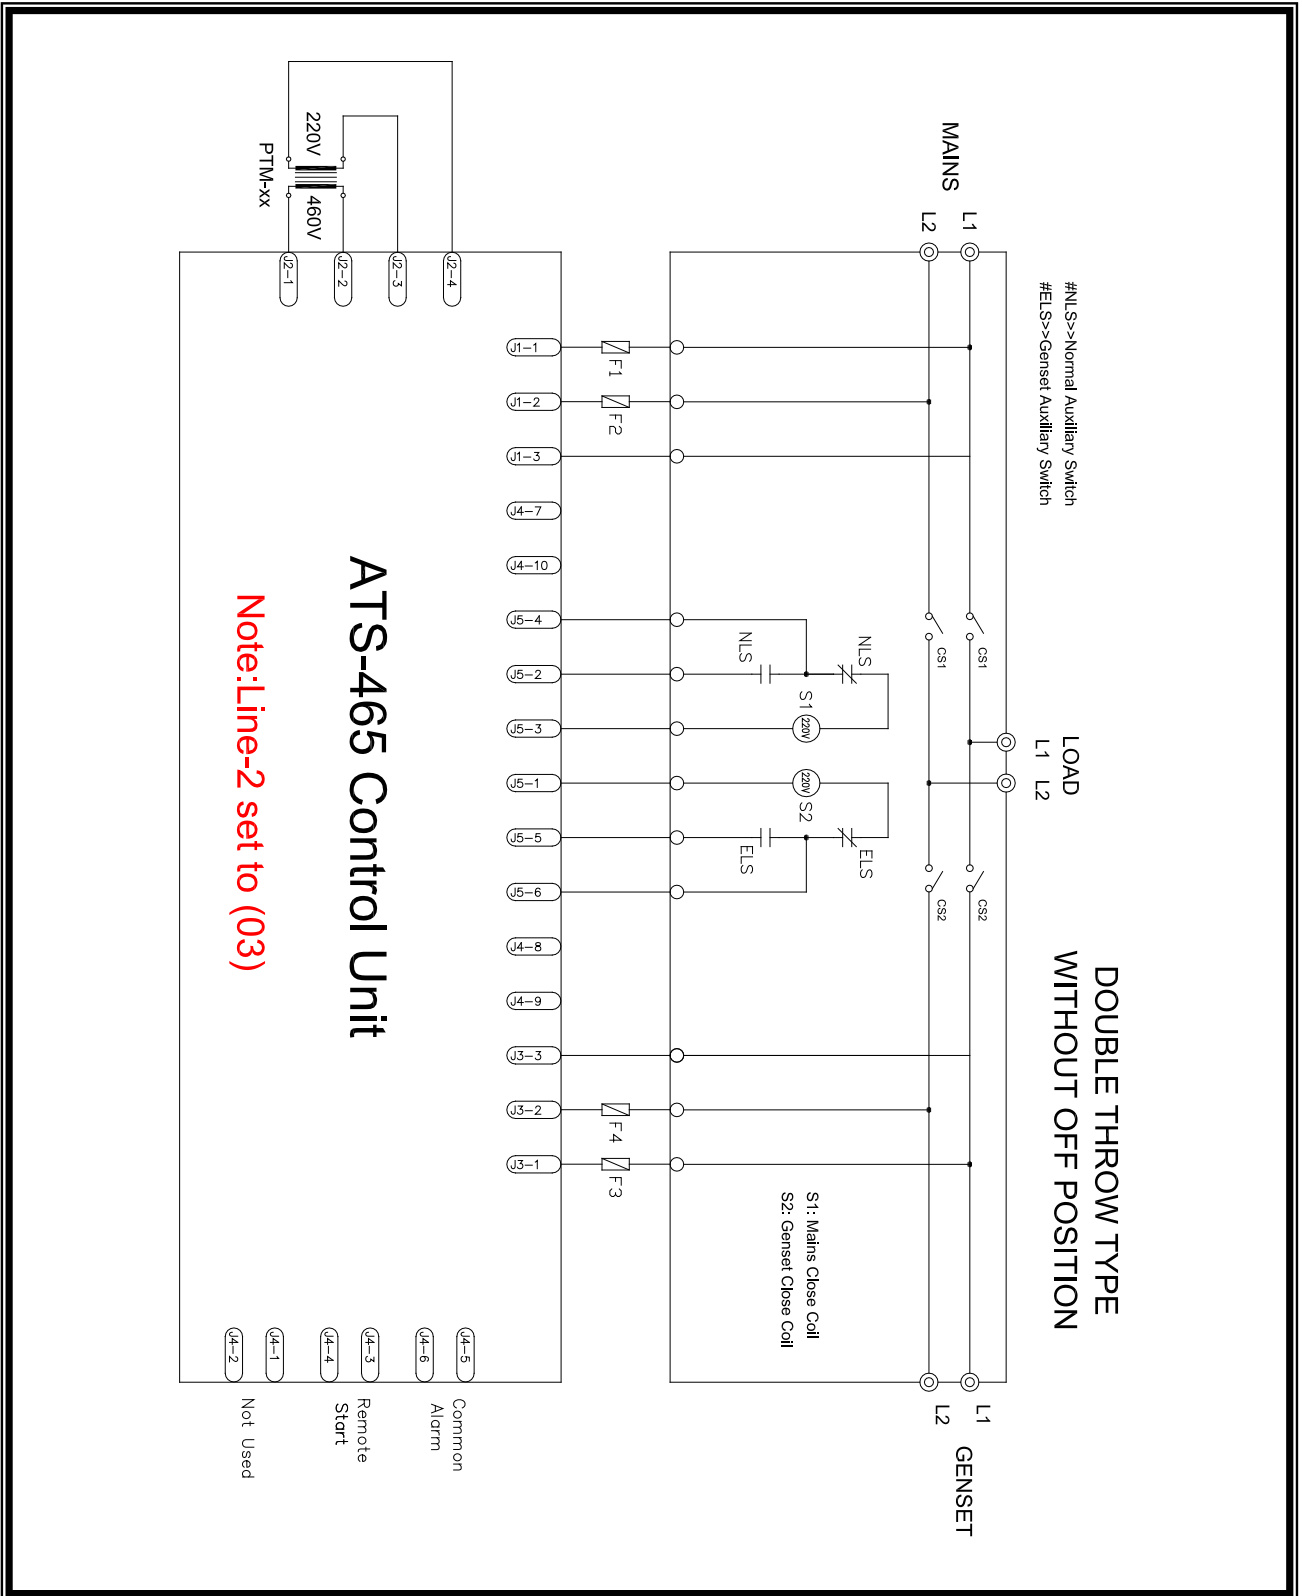 DOUBLE THROW TYPE
WITHOUT OFF POSITION
#NLS>>Normal Auxiliary Switch
#ELS>>Genset Auxiliary Switch
MAINS
L1
L2
LOAD
L1 L2
GENSET
L1
L2
CS1
CS1
CS2
CS2
S1: Mains Close Coil
S2: Genset Close Coil
NLS
NLS
S1
220V
220V
S2
ELS
ELS
F1
F2
F4
F3
J1-1
J1-2
J1-3
J4-7
J4-10
J5-4
J5-2
J5-3
J5-1
J5-5
J5-6
J4-8
J4-9
J3-3
J3-2
J3-1
220V
460V
PTM-xx
J2-4
J2-3
J2-2
J2-1
ATS-465 Control Unit
Note:Line-2 set to (03)
J4-5
J4-6
J4-3
J4-4
J4-1
J4-2
Common
Alarm
Remote
Start
Not Used